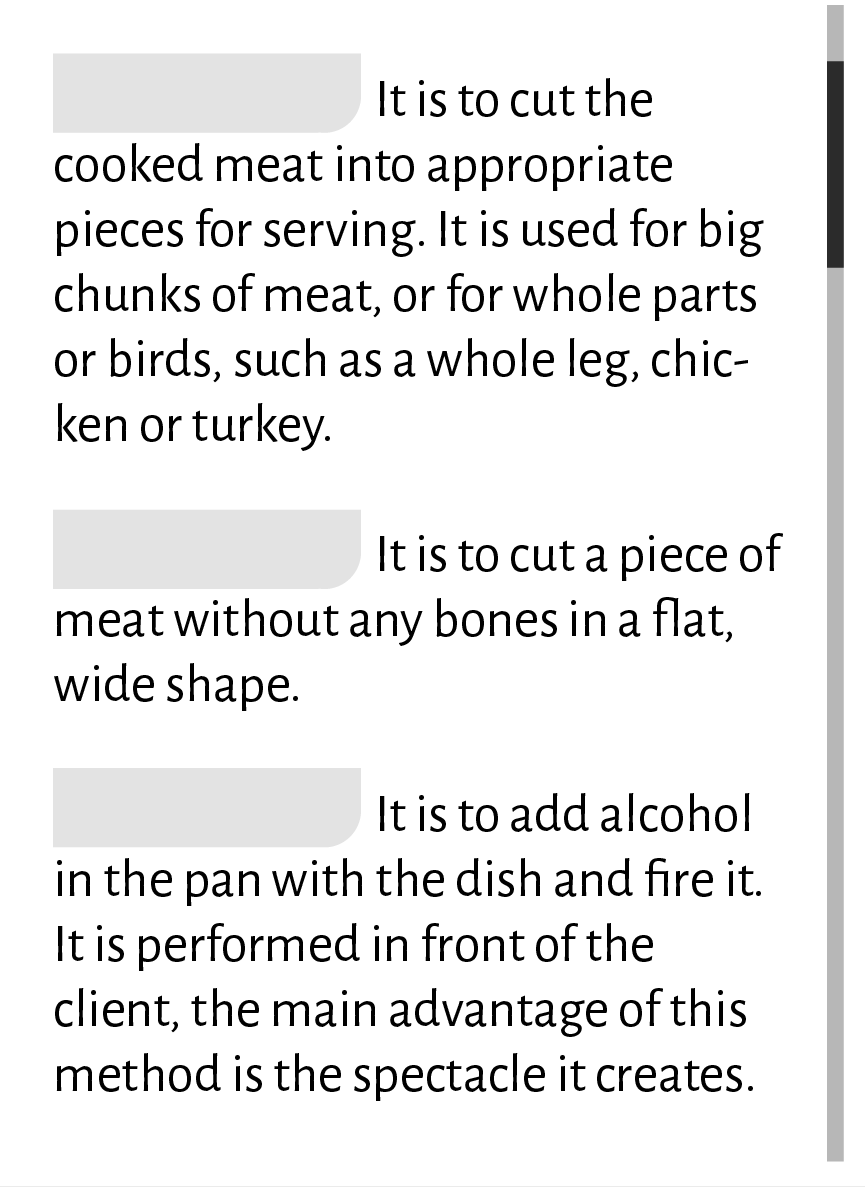 It is to cut the
cooked meat into appropriate
pieces for serving. It is used for big
chunks of meat, or for whole parts
or birds, such as a whole leg, chic-
ken or turkey.
It is to cut a piece of
meat without any bones in a flat,
wide shape.
It is to add alcohol
in the pan with the dish and fire it.
It is performed in front of the
client, the main advantage of this
method is the spectacle it creates.